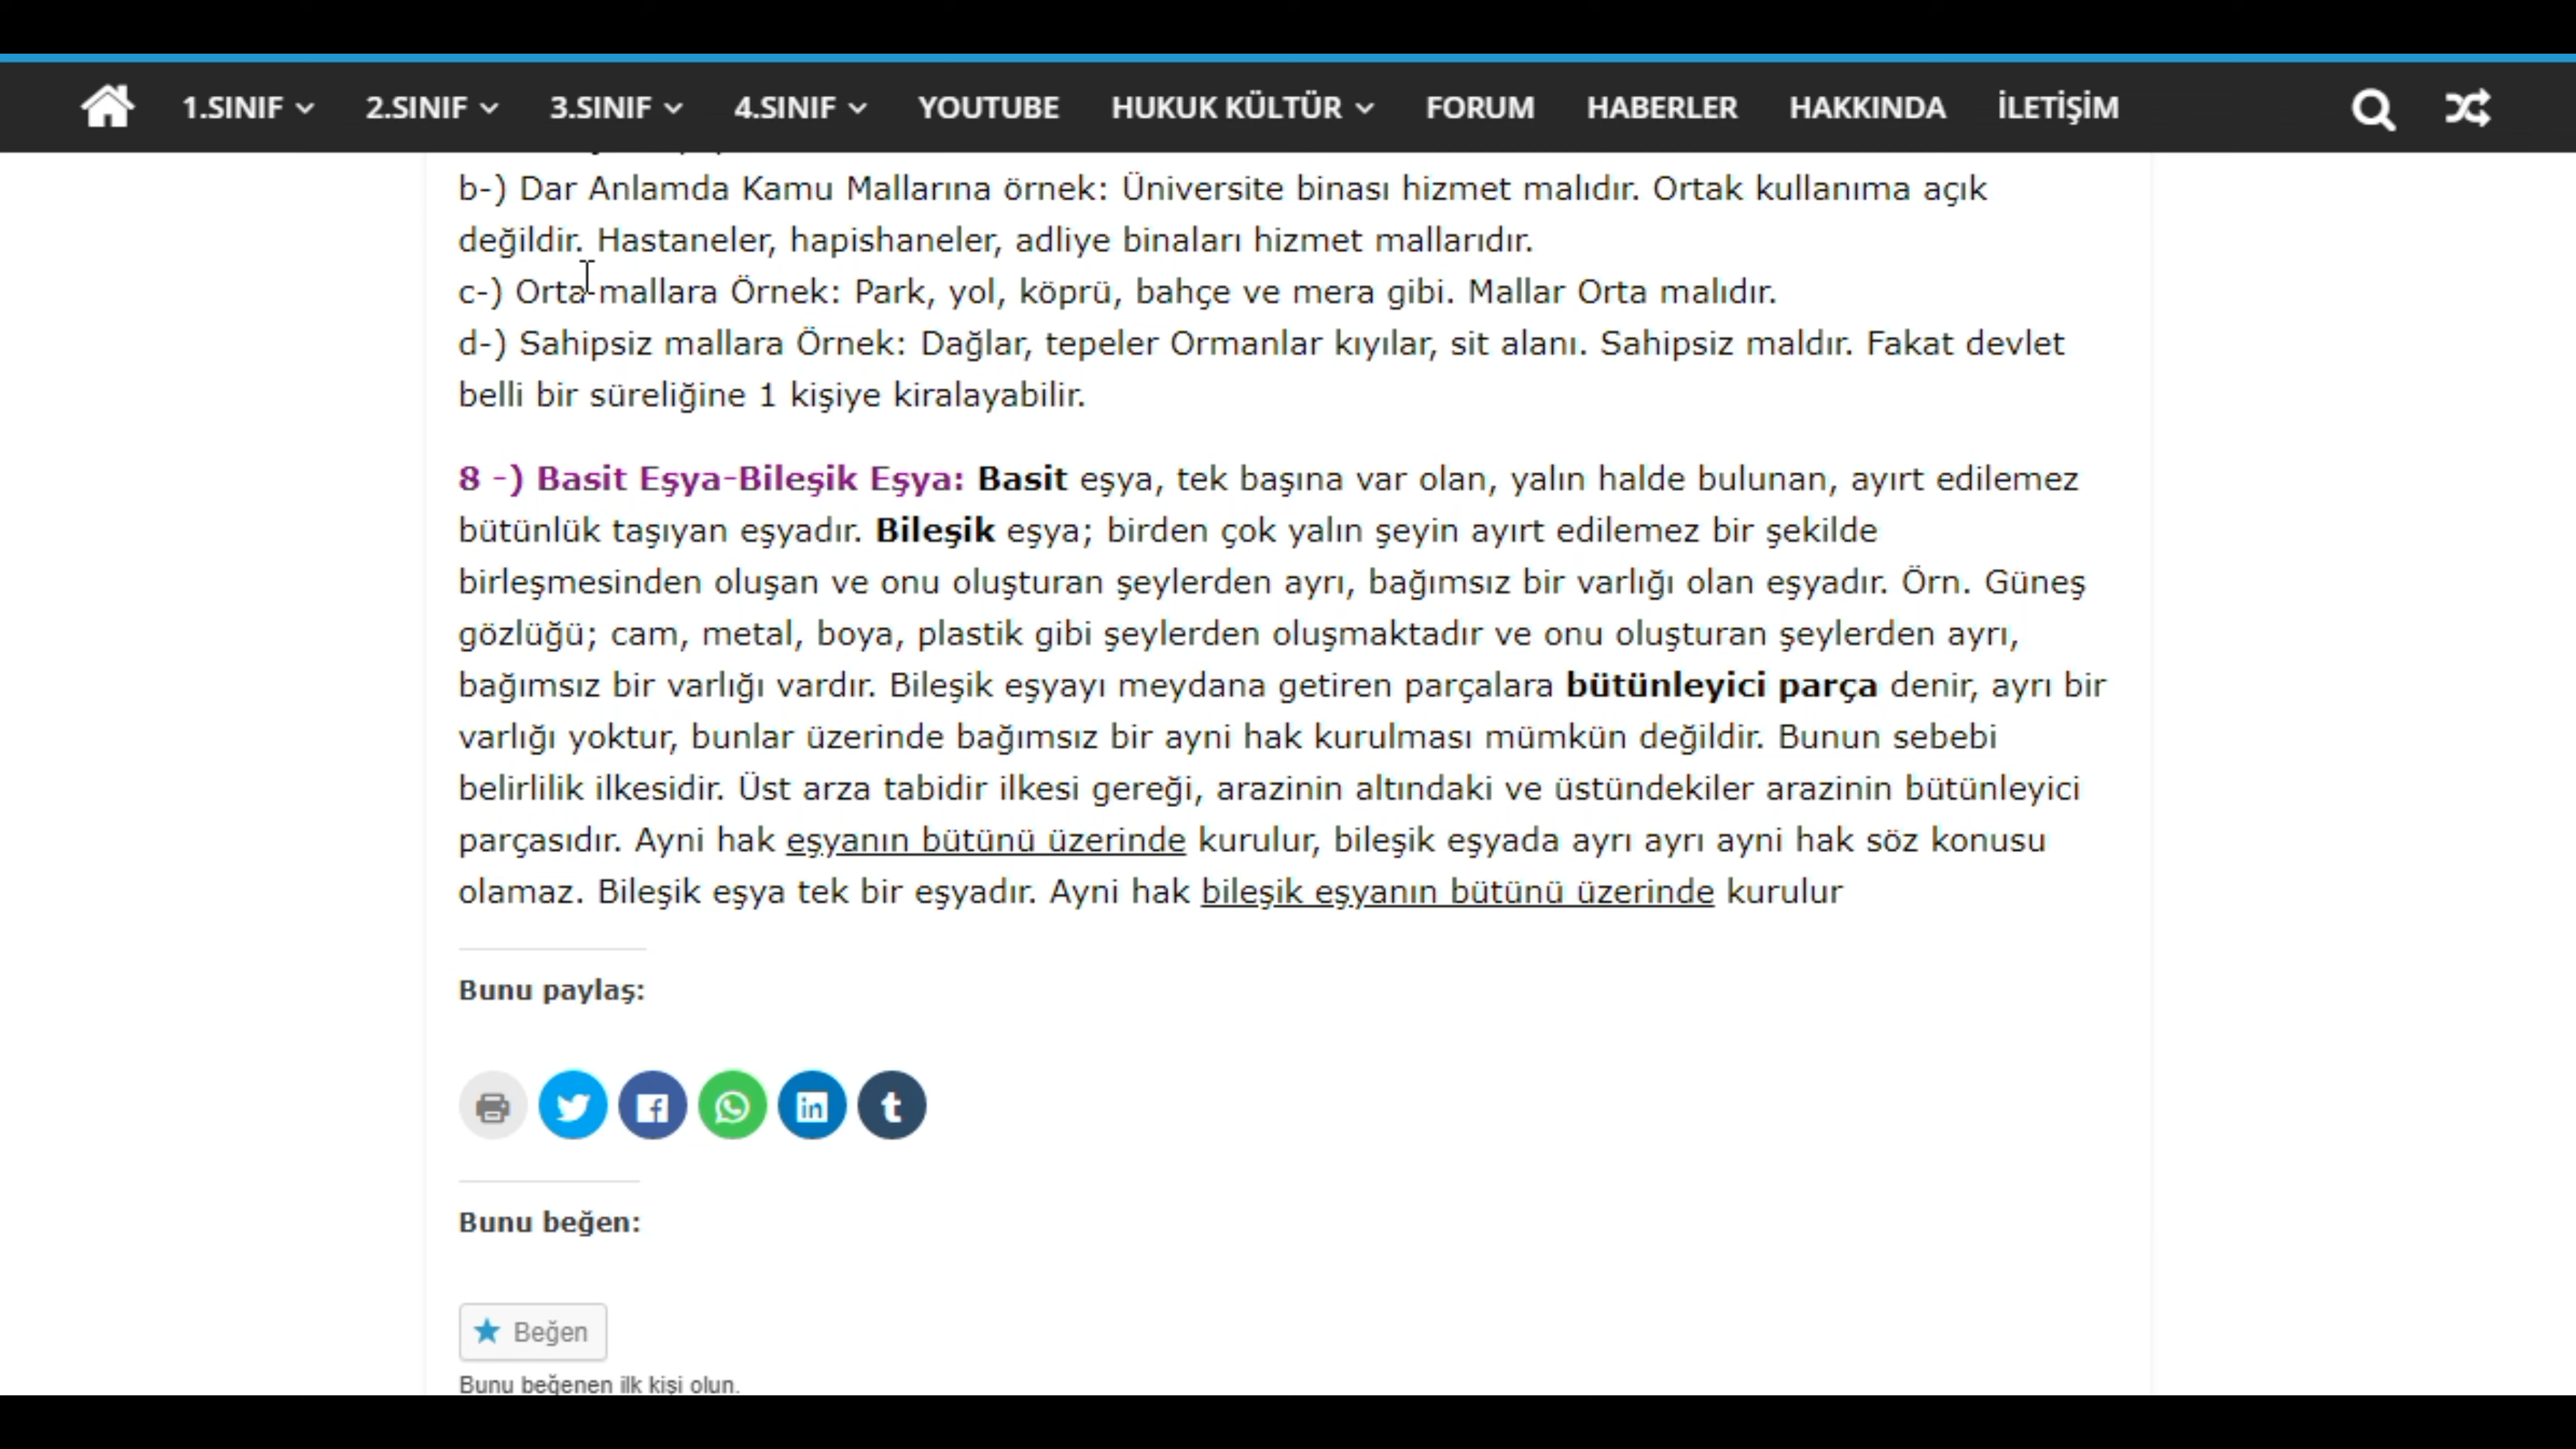 1.SINIF 2.SINIF 3.SINIF 4.SINIF YOUTUBE HUKUK KÜLTÜR FORUM HABERLER HAKKINDA İLETİŞİM
b-) Dar Anlamda Kamu Mallarına örnek: Üniversite binası hizmet malıdır. Ortak kullanıma açık
değildir. Hastaneler, hapishaneler, adliye binaları hizmet mallarıdır.
c-) Orta mallara Örnek: Park, yol, köprü, bahçe ve mera gibi. Mallar Orta malıdır.
d-) Sahipsiz mallara Örnek: Dağlar, tepeler Ormanlar kıyılar, sit alanı. Sahipsiz maldır. Fakat devlet
belli bir süreliğine 1 kişiye kiralayabilir.
8 -) Basit Eşya-Bileşik Eşya: Basit eşya, tek başına var olan, yalın halde bulunan, ayırt edilemez
bütünlük taşıyan eşyadır. Bileşik eşya; birden çok yalın şeyin ayırt edilemez bir şekilde
birleşmesinden oluşan ve onu oluşturan şeylerden ayrı, bağımsız bir varlığı olan eşyadır. Örn. Güneş
gözlüğü; cam, metal, boya, plastik gibi şeylerden oluşmaktadır ve onu oluşturan şeylerden ayrı,
bağımsız bir varlığı vardır. Bileşik eşyayı meydana getiren parçalara bütünleyici parça denir, ayrı bir
varlığı yoktur, bunlar üzerinde bağımsız bir ayni hak kurulması mümkün değildir. Bunun sebebi
belirlilik ilkesidir. Üst arza tabidir ilkesi gereği, arazinin altındaki ve üstündekiler arazinin bütünleyici
parçasıdır. Ayni hak eşyanın bütünü üzerinde kurulur, bileşik eşyada ayrı ayrı ayni hak söz konusu
olamaz. Bileşik eşya tek bir eşyadır. Ayni hak bileşik eşyanın bütünü üzerinde kurulur
Bunu paylaş:
Bunu beğen:
Beğen
Bunu beğenen ilk kişi olun.